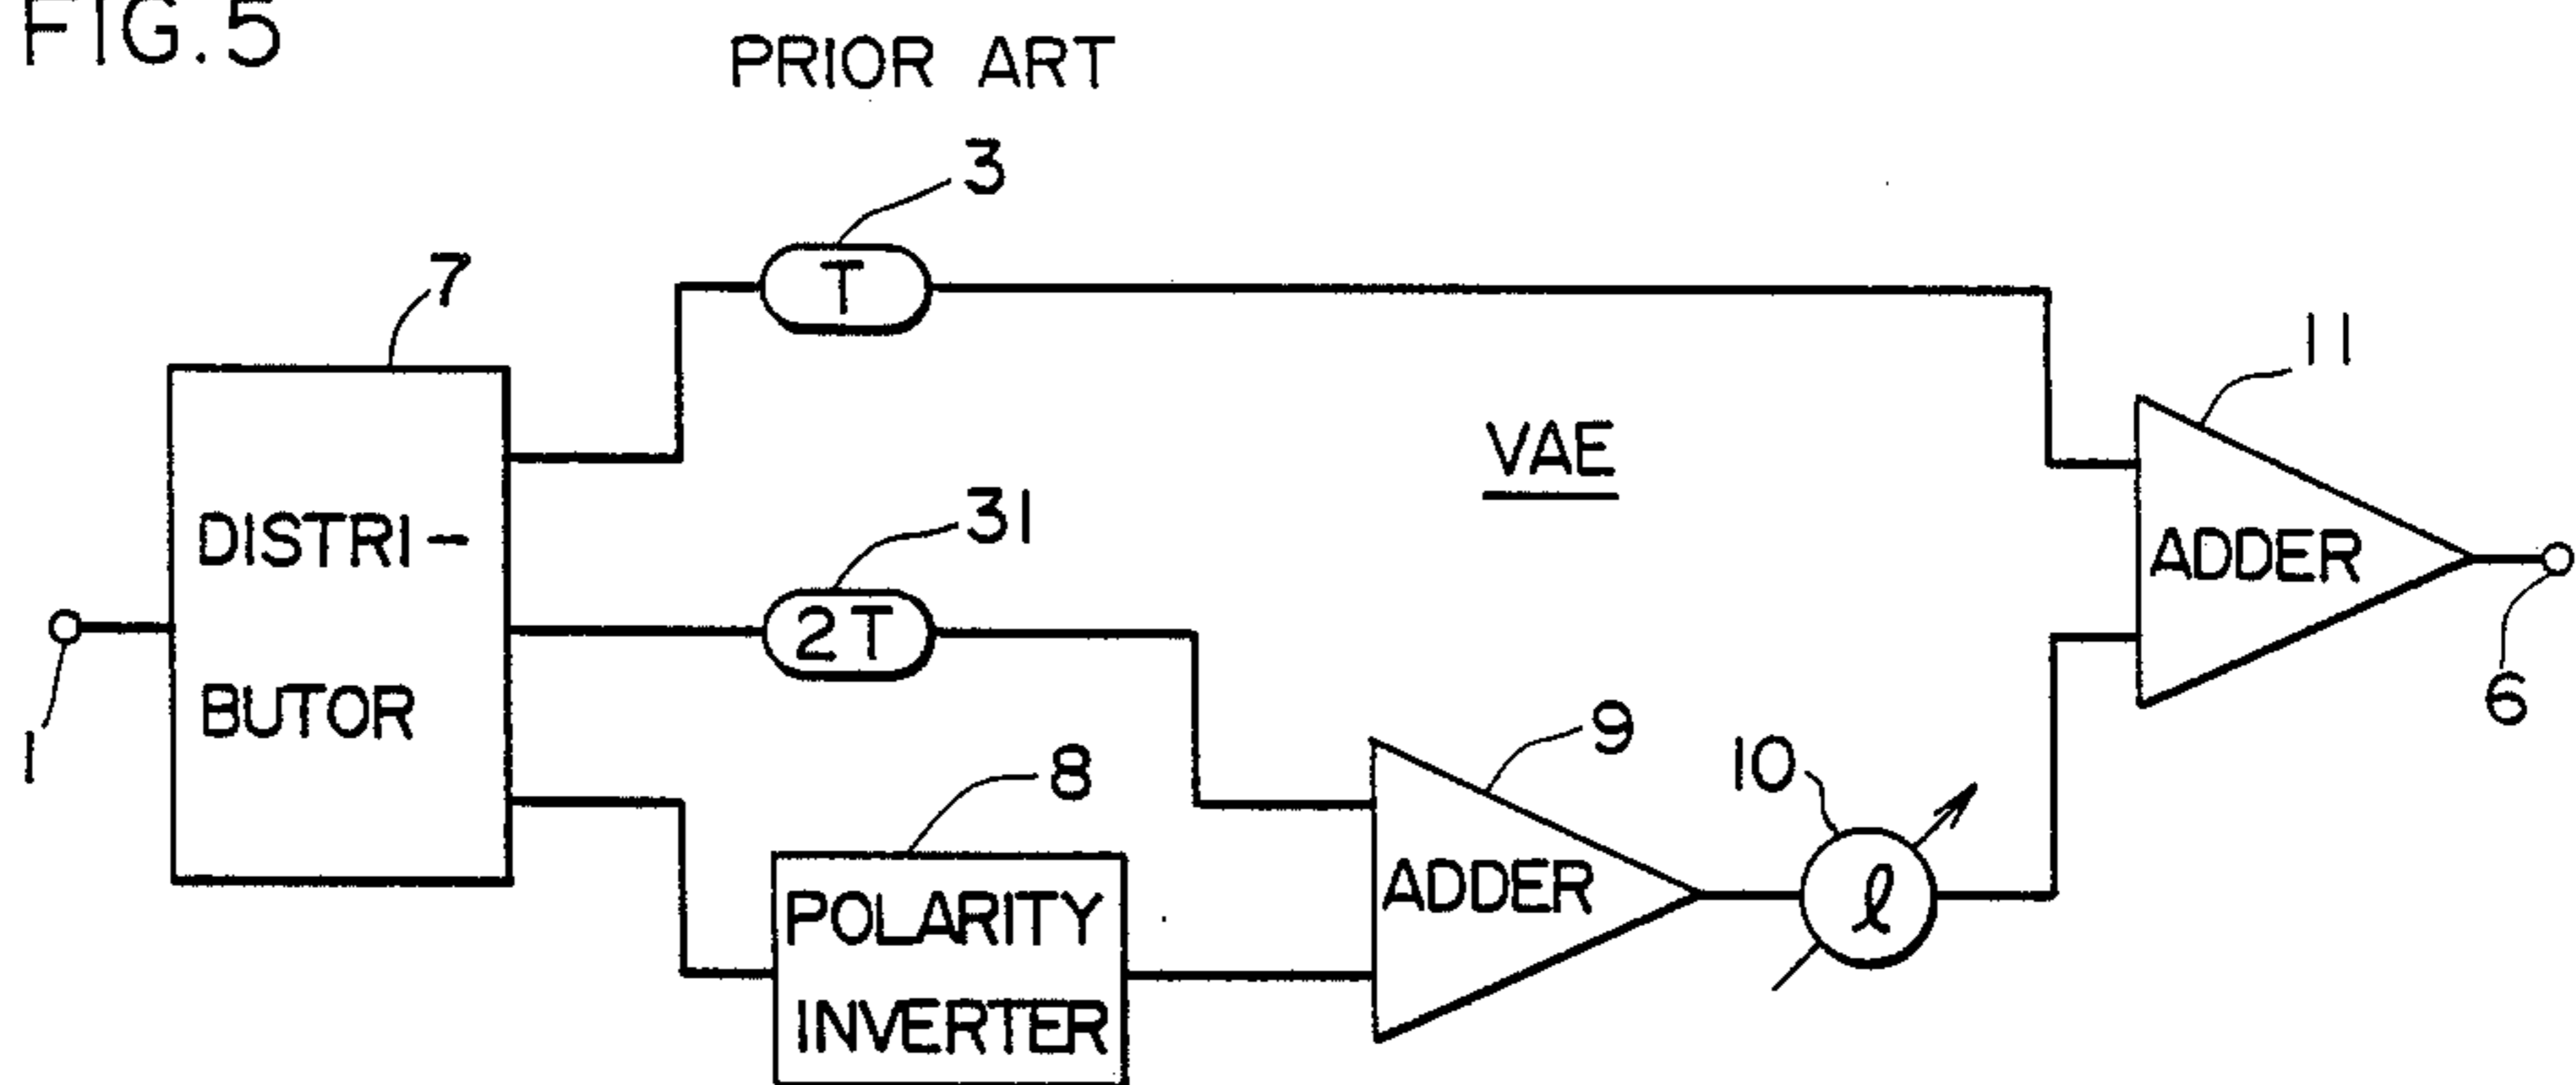 FIG.5
PRIOR ART
3
T
7
11
VAE
31
DISTRI-
BUTOR
2T
ADDER
1
6
8
9
10
POLARITY
INVERTER
ADDER
ℓ